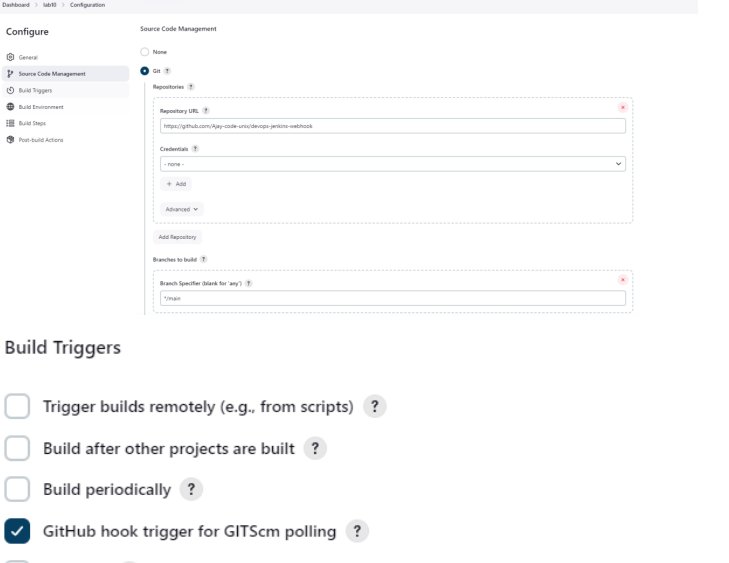 Dashboard > lab10 > Configuration
Configure
General
Source Code Management
Build Triggers
Build Environment
Build Steps
Post-build Actions
Source Code Management
None
Git ?
Repositories ?
Repository URL ?
https://github.com/Ajay-code-unix/devops-jenkins-webhook
Credentials ?
- none -
+ Add
Advanced
Add Repository
Branches to build ?
Branch Specifier (blank for 'any') ?
*/main
Build Triggers
Trigger builds remotely (e.g., from scripts) ?
Build after other projects are built ?
Build periodically ?
GitHub hook trigger for GITScm polling ?